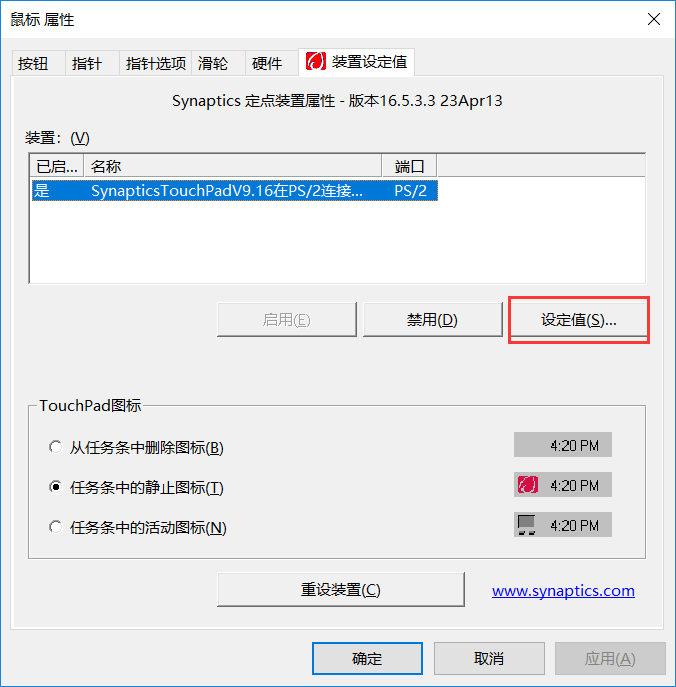 鼠标 属性
按钮 指针 指针选项 滑轮 硬件 装置设定值
Synaptics 定点装置属性 - 版本16.5.3.3 23Apr13
装置：(V)
已启... 名称 端口
是 SynapticsTouchPadV9.16在PS/2连接... PS/2
启用(E) 禁用(D) 设定值(S)...
TouchPad图标
从任务条中删除图标(B) 4:20 PM
任务条中的静止图标(T) 4:20 PM
任务条中的活动图标(N) 4:20 PM
重设装置(C) www.synaptics.com
确定 取消 应用(A)